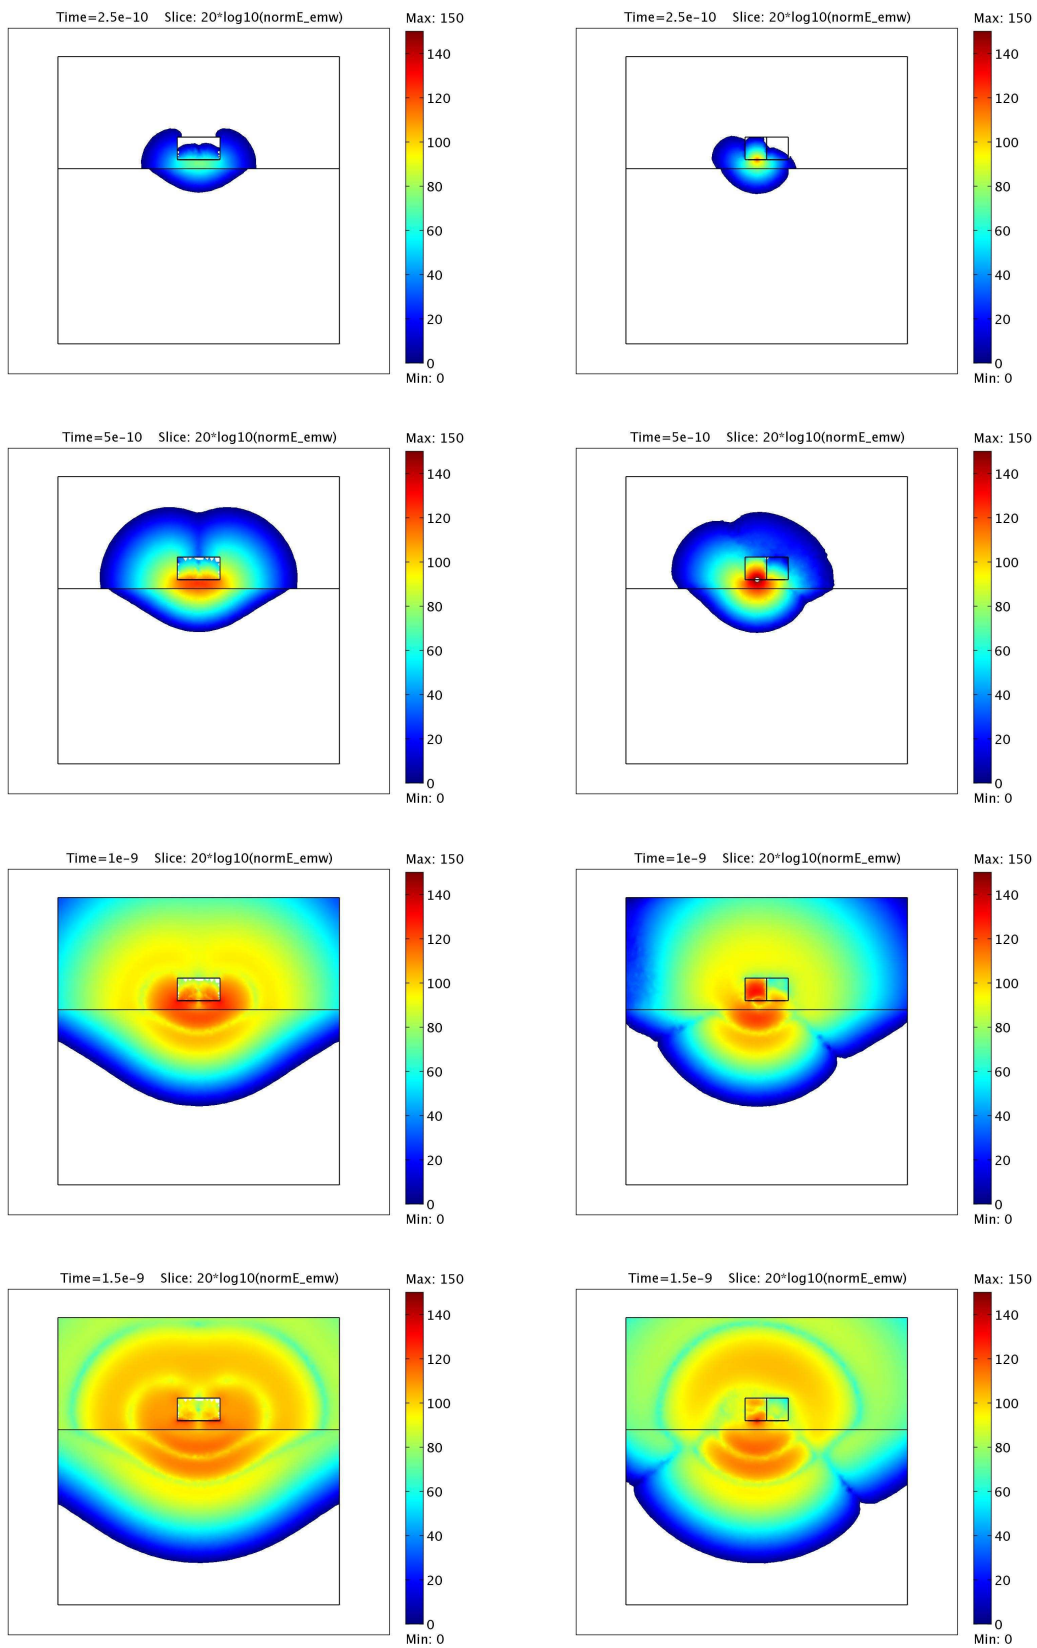 Time=2.5e-10    Slice: 20*log10(normE_emw)
Max: 150
140
120
100
80
60
40
20
0
Min: 0
Time=2.5e-10    Slice: 20*log10(normE_emw)
Max: 150
140
120
100
80
60
40
20
0
Min: 0
Time=5e-10    Slice: 20*log10(normE_emw)
Max: 150
140
120
100
80
60
40
20
0
Min: 0
Time=5e-10    Slice: 20*log10(normE_emw)
Max: 150
140
120
100
80
60
40
20
0
Min: 0
Time=1e-9    Slice: 20*log10(normE_emw)
Max: 150
140
120
100
80
60
40
20
0
Min: 0
Time=1e-9    Slice: 20*log10(normE_emw)
Max: 150
140
120
100
80
60
40
20
0
Min: 0
Time=1.5e-9    Slice: 20*log10(normE_emw)
Max: 150
140
120
100
80
60
40
20
0
Min: 0
Time=1.5e-9    Slice: 20*log10(normE_emw)
Max: 150
140
120
100
80
60
40
20
0
Min: 0